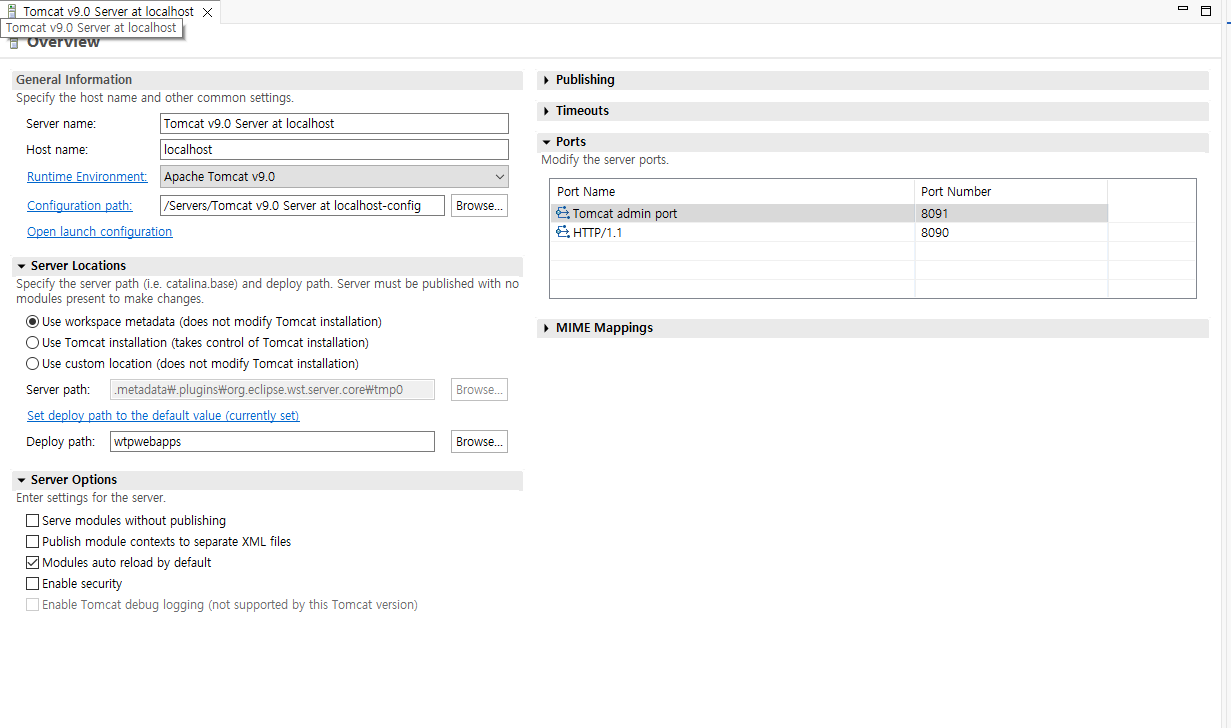 Tomcat v9.0 Server at localhost
Tomcat v9.0 Server at localhost
Overview
General Information
Specify the host name and other common settings.
Server name:
Tomcat v9.0 Server at localhost
Host name:
localhost
Runtime Environment:
Apache Tomcat v9.0
Configuration path:
/Servers/Tomcat v9.0 Server at localhost-config
Browse...
Open launch configuration
Server Locations
Specify the server path (i.e. catalina.base) and deploy path. Server must be published with no
modules present to make changes.
Use workspace metadata (does not modify Tomcat installation)
Use Tomcat installation (takes control of Tomcat installation)
Use custom location (does not modify Tomcat installation)
Server path:
.metadata₩.plugins₩org.eclipse.wst.server.core₩tmp0
Browse...
Set deploy path to the default value (currently set)
Deploy path:
wtpwebapps
Browse...
Server Options
Enter settings for the server.
Serve modules without publishing
Publish module contexts to separate XML files
Modules auto reload by default
Enable security
Enable Tomcat debug logging (not supported by this Tomcat version)
Publishing
Timeouts
Ports
Modify the server ports.
Port Name Port Number
Tomcat admin port 8091
HTTP/1.1 8090
MIME Mappings